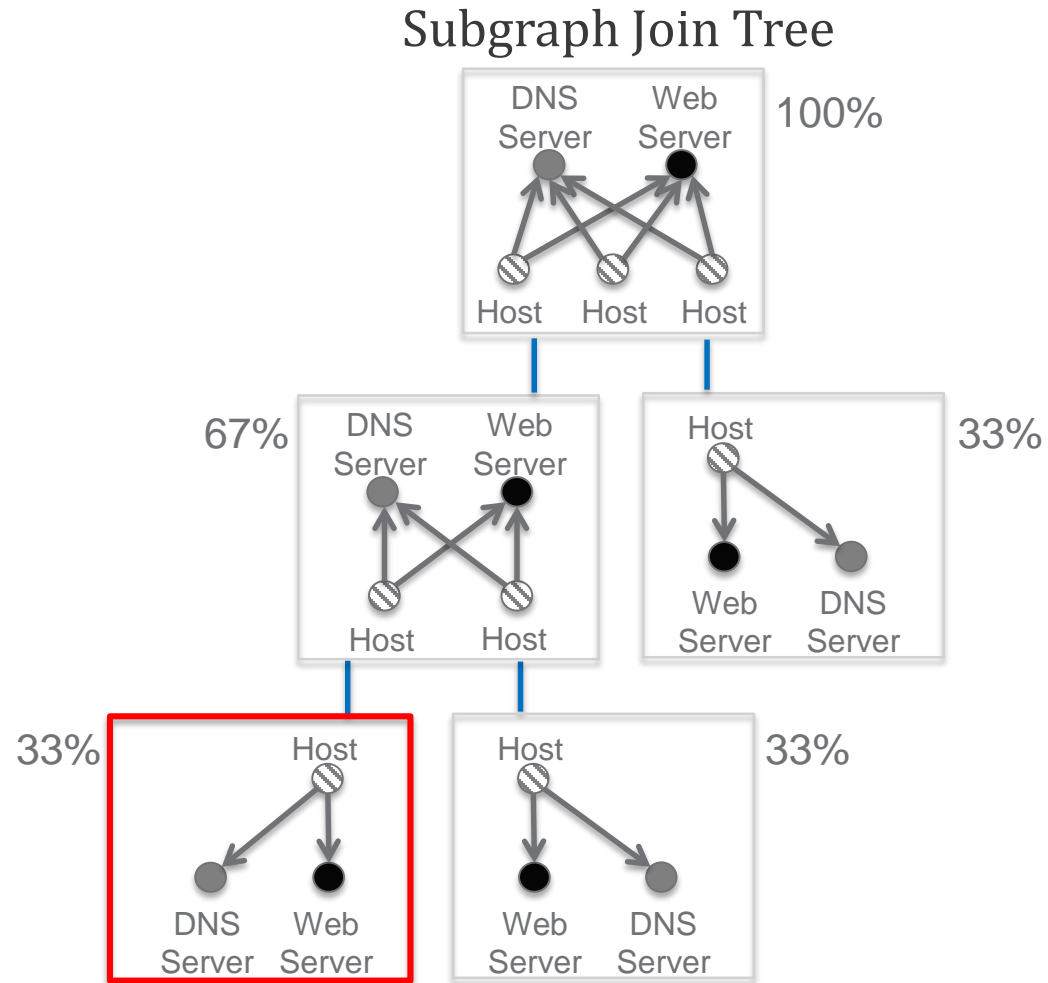 Subgraph Join Tree
DNS Server
Web Server
100%
Host Host Host
67%
DNS Server
Web Server
Host Host
Host
33%
Web Server
DNS Server
33%
Host
DNS Server
Web Server
Host
33%
Web Server
DNS Server